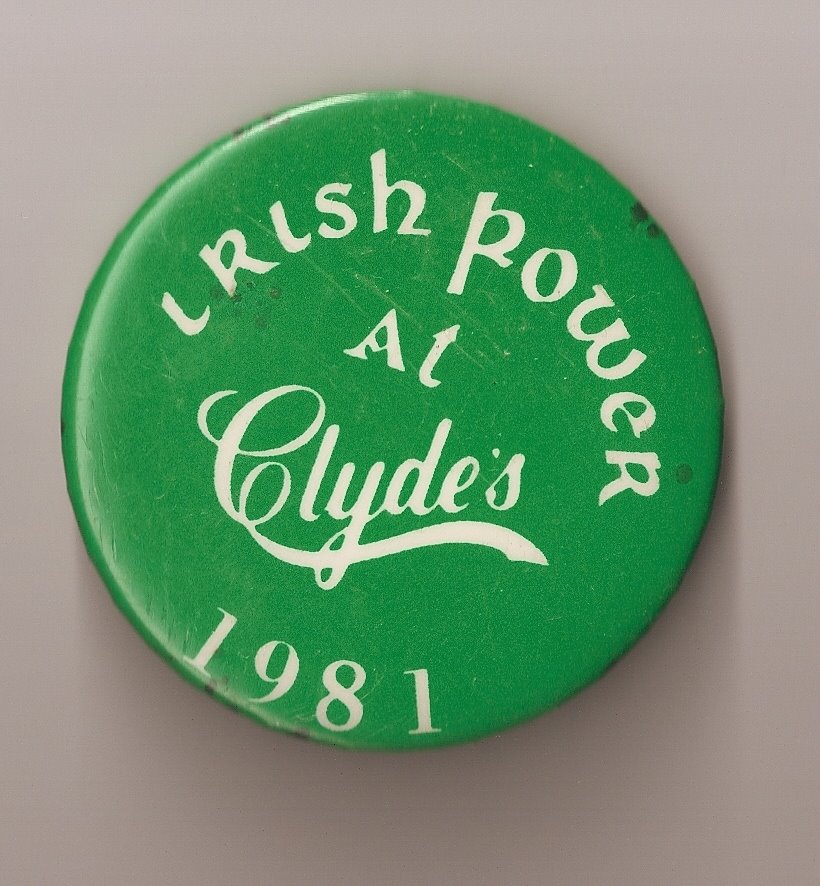 IRISh POWER
At
Clyde's
1981